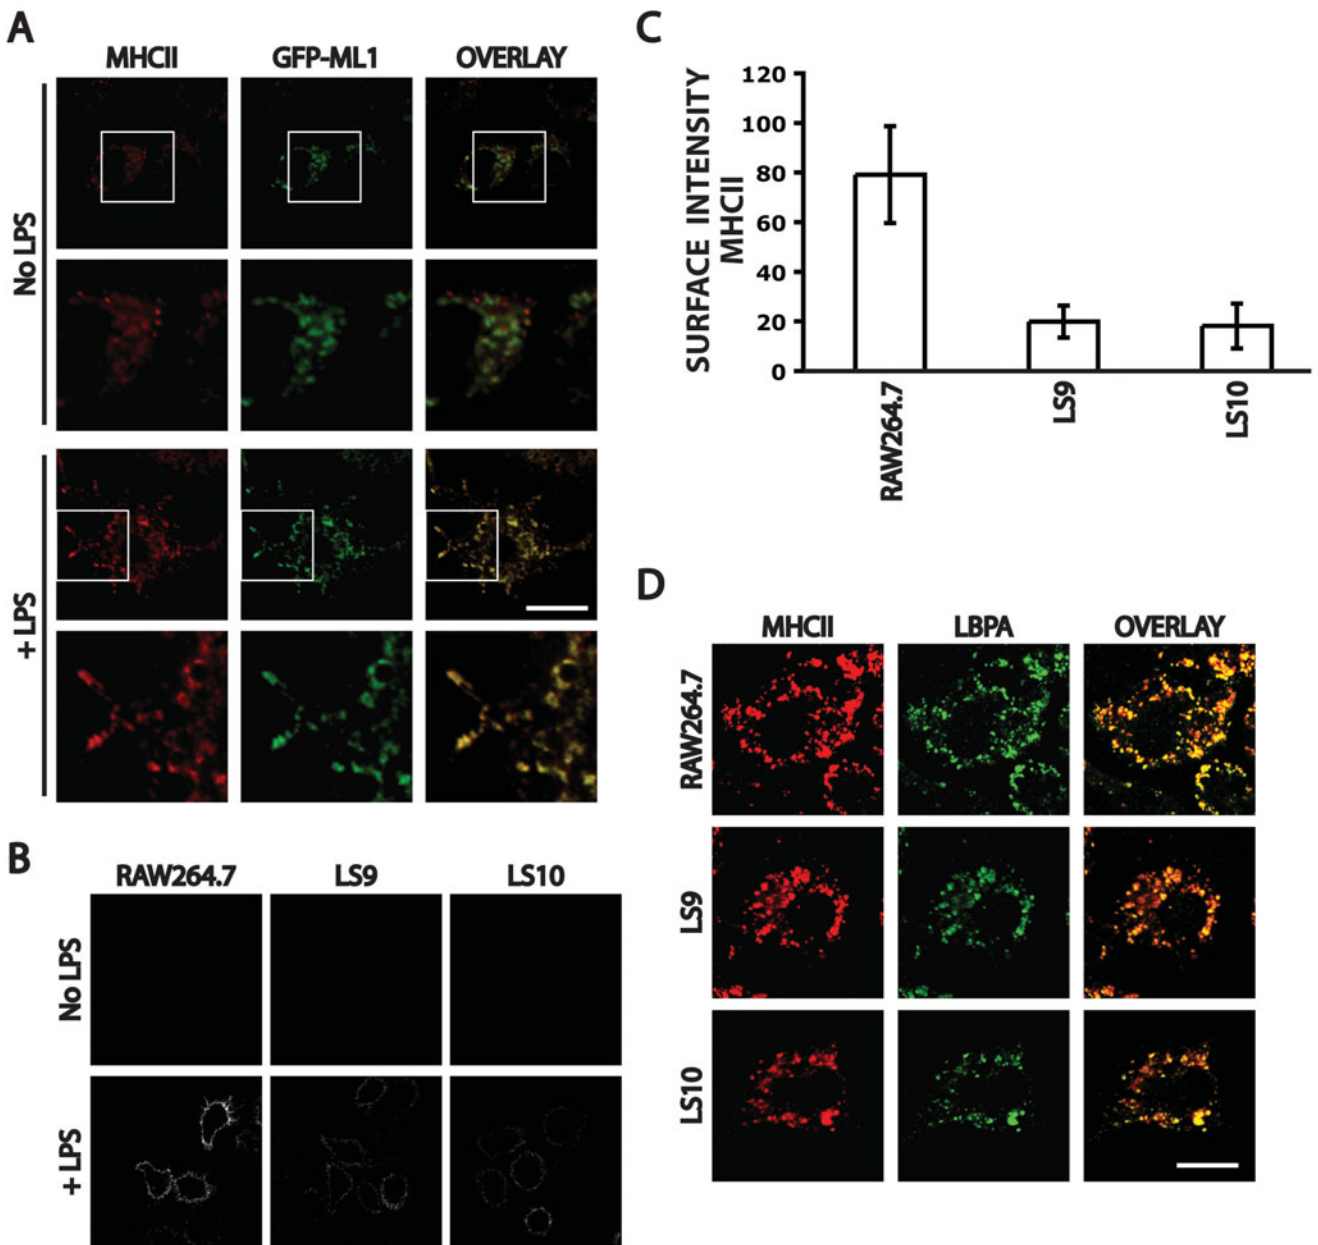 A
MHCII GFP-ML1 OVERLAY
No LPS
+ LPS
B
RAW264.7 LS9 LS10
No LPS
+ LPS
C
SURFACE INTENSITY
MHCII
120
100
80
60
40
20
0
RAW264.7 LS9 LS10
D
MHCII LBPA OVERLAY
RAW264.7
LS9
LS10